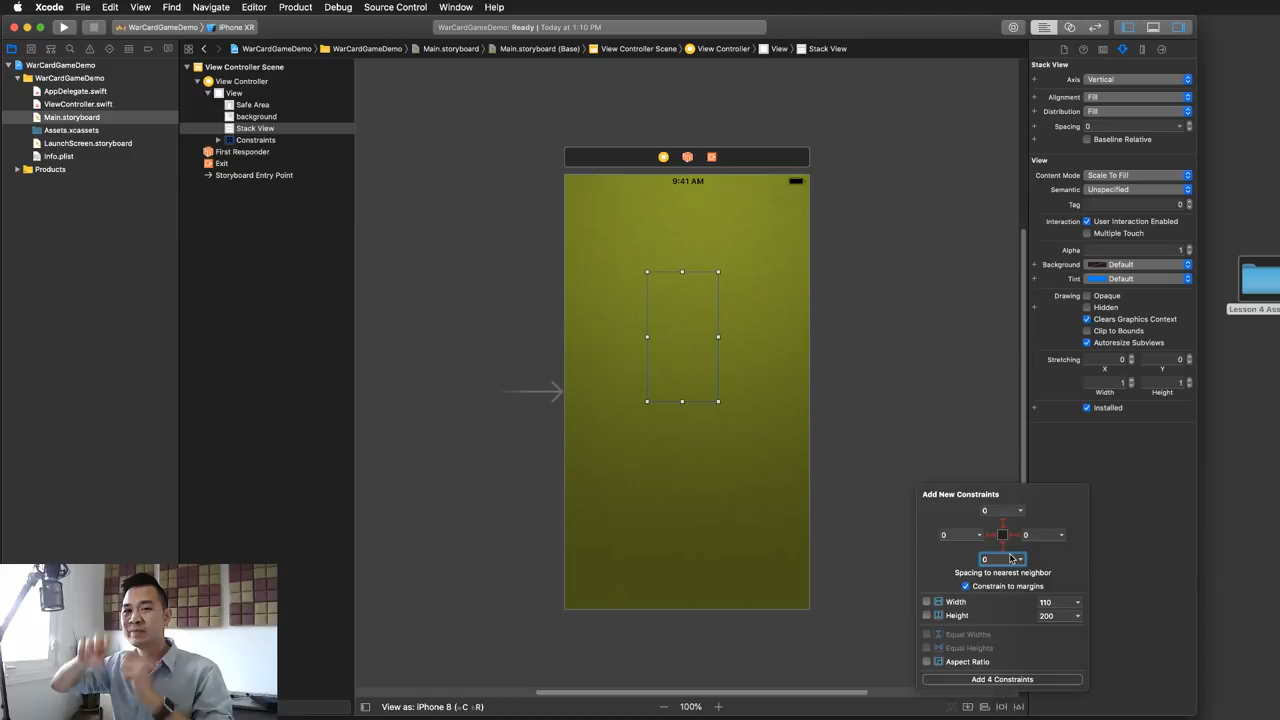 Xcode File Edit View Find Navigate Editor Product Debug Source Control Window Help
WarCardGameDemo iPhone XR
WarCardGameDemo: Ready | Today at 1:10 PM
WarCardGameDemo WarCardGameDemo Main.storyboard Main.storyboard (Base) View Controller Scene View Controller View Stack View
WarCardGameDemo
WarCardGameDemo
AppDelegate.swift
ViewController.swift
Main.storyboard
Assets.xcassets
LaunchScreen.storyboard
Info.plist
Products
View Controller Scene
View Controller
View
Safe Area
background
Stack View
Constraints
First Responder
Exit
Storyboard Entry Point
9:41 AM
Stack View
Axis Vertical
Alignment Fill
Distribution Fill
Spacing 0
Baseline Relative
View
Content Mode Scale To Fill
Semantic Unspecified
Tag 0
Interaction User Interaction Enabled
Multiple Touch
Alpha 1
Background Default
Tint Default
Drawing Opaque
Hidden
Clears Graphics Context
Clip to Bounds
Autoresize Subviews
Stretching 0 0
X Y
1 1
Width Height
Installed
Lesson 4 Ass
Add New Constraints
0
0 0
0
Spacing to nearest neighbor
Constrain to margins
Width 110
Height 200
Equal Widths
Equal Heights
Aspect Ratio
Add 4 Constraints
View as: iPhone 8 (wC hR)
100%